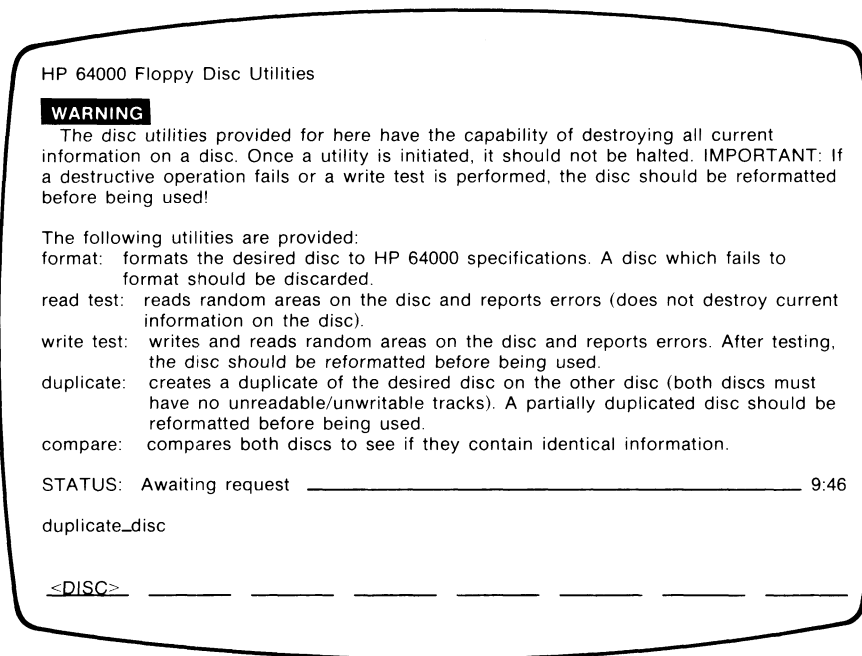 HP 64000 Floppy Disc Utilities
WARNING
The disc utilities provided for here have the capability of destroying all current
information on a disc. Once a utility is initiated, it should not be halted. IMPORTANT: If
a destructive operation fails or a write test is performed, the disc should be reformatted
before being used!
The following utilities are provided:
format: formats the desired disc to HP 64000 specifications. A disc which fails to
format should be discarded.
read test: reads random areas on the disc and reports errors (does not destroy current
information on the disc).
write test: writes and reads random areas on the disc and reports errors. After testing,
the disc should be reformatted before being used.
duplicate: creates a duplicate of the desired disc on the other disc (both discs must
have no unreadable/unwritable tracks). A partially duplicated disc should be
reformatted before being used.
compare: compares both discs to see if they contain identical information.
STATUS: Awaiting request 9:46
duplicate_disc
<DISC>